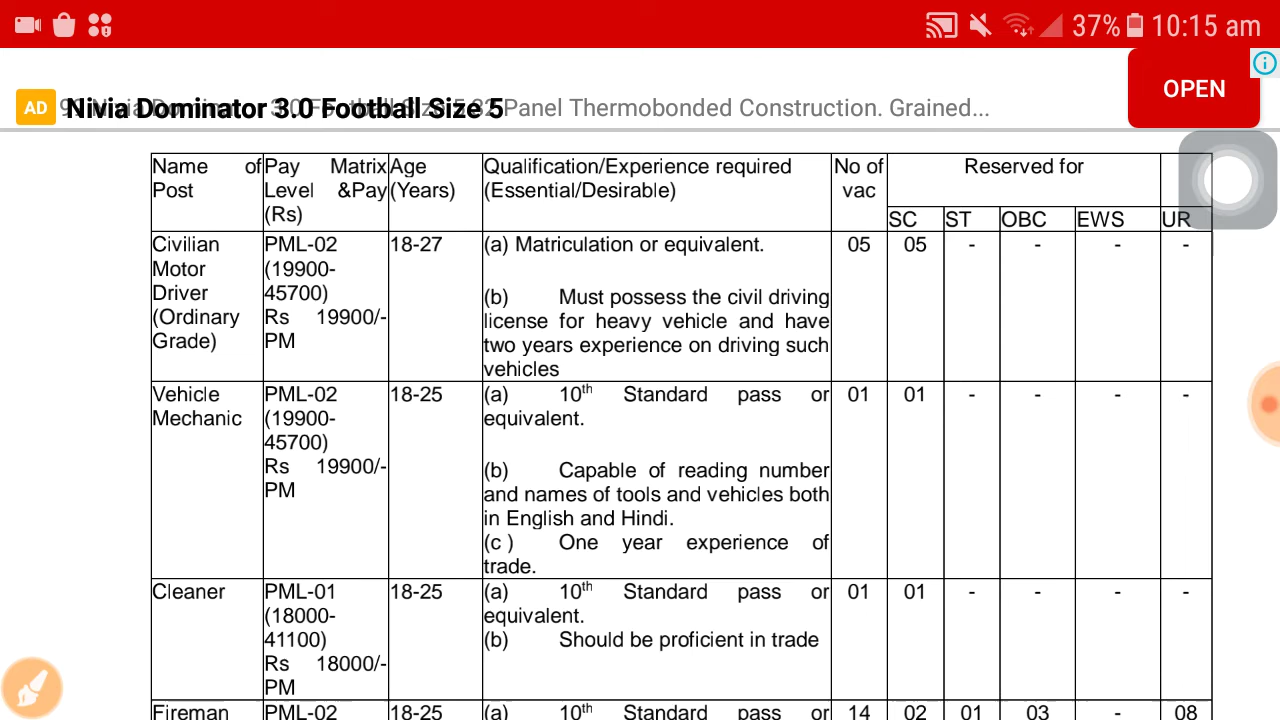 37% 10:15 am
AD Nivia Dominator 3.0 Football Size 5 Panel Thermobonded Construction. Grained...
OPEN
Name of Post
Pay Matrix Level &Pay (Rs)
Age (Years)
Qualification/Experience required (Essential/Desirable)
No of vac
Reserved for
SC ST OBC EWS UR
Civilian Motor Driver (Ordinary Grade)
PML-02 (19900-45700) Rs 19900/- PM
18-27
(a) Matriculation or equivalent.
(b) Must possess the civil driving
license for heavy vehicle and have
two years experience on driving such
vehicles
05 05 - - - -
Vehicle Mechanic
PML-02 (19900-45700) Rs 19900/- PM
18-25
(a) 10th Standard pass or
equivalent.
(b) Capable of reading number
and names of tools and vehicles both
in English and Hindi.
(c ) One year experience of
trade.
01 01 - - - -
Cleaner
PML-01 (18000-41100) Rs 18000/- PM
18-25
(a) 10th Standard pass or
equivalent.
(b) Should be proficient in trade
01 01 - - - -
Fireman PML-02 18-25 (a) 10th Standard pass or 14 02 01 03 - 08